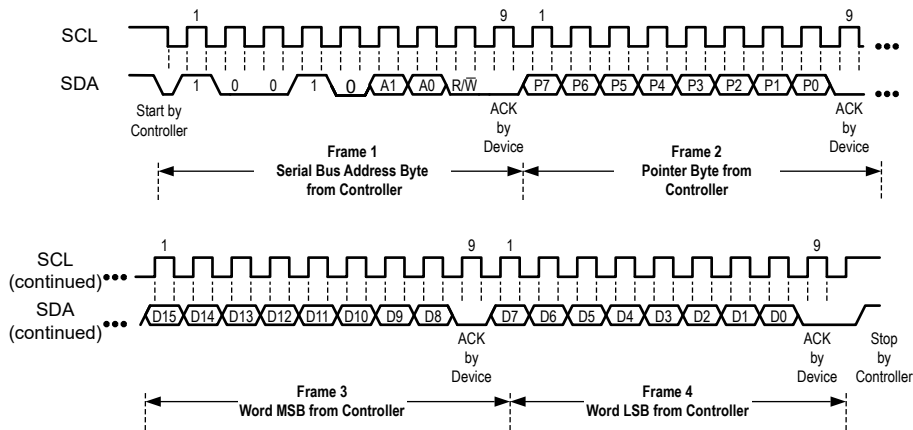 1 9 1 9
SCL
SDA
1 0 0 1 0 A1 A0 R/W̅ P7 P6 P5 P4 P3 P2 P1 P0
Start by
Controller
ACK
by
Device
ACK
by
Device
Frame 1
Serial Bus Address Byte
from Controller
Frame 2
Pointer Byte from
Controller
1 9 1 9
SCL
(continued)
SDA
(continued)
D15 D14 D13 D12 D11 D10 D9 D8 D7 D6 D5 D4 D3 D2 D1 D0
ACK
by
Device
ACK
by
Device
Stop
by
Controller
Frame 3
Word MSB from Controller
Frame 4
Word LSB from Controller